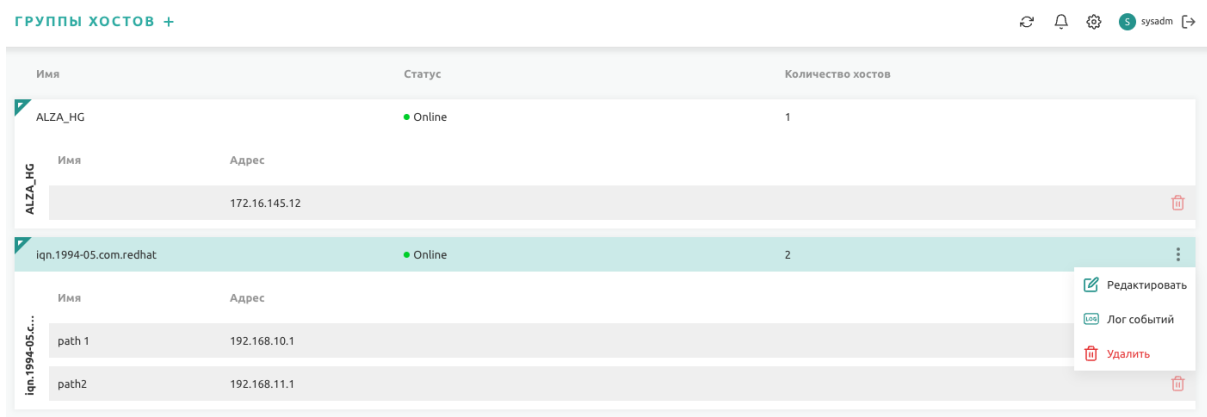 ГРУППЫ ХОСТОВ +
S sysadm
Имя Статус Количество хостов
ALZA_HG Online 1
ALZA_HG
Имя Адрес
172.16.145.12
iqn.1994-05.com.redhat Online 2
Редактировать
LOG Лог событий
Удалить
iqn.1994-05.c...
Имя Адрес
path 1 192.168.10.1
path2 192.168.11.1